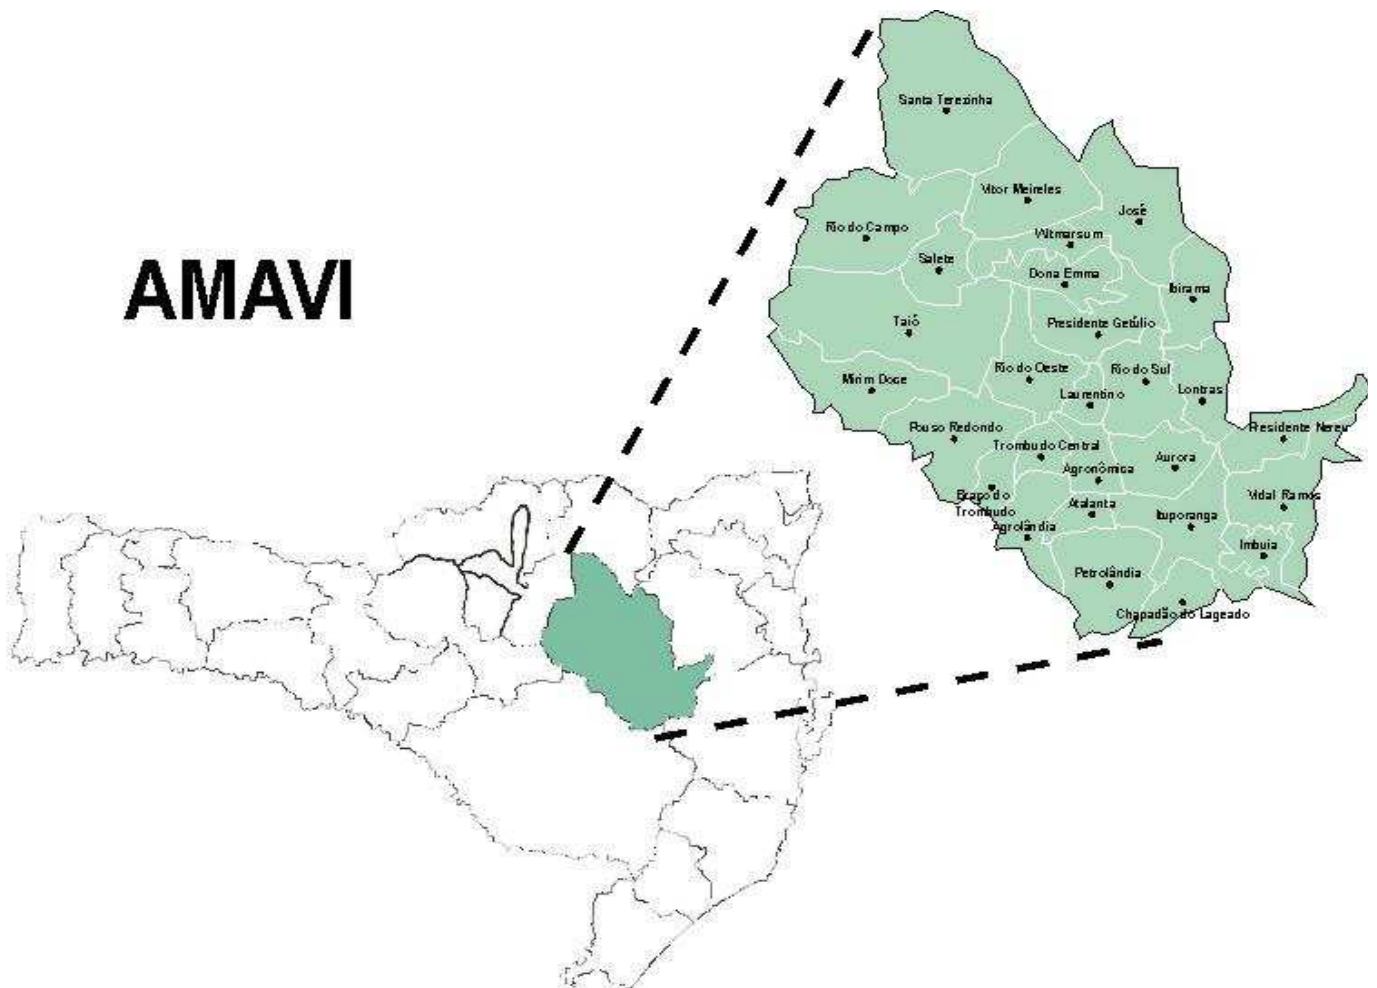 AMAVI
Santa Terezinha
Vitor Meireles
José
Rio do Campo
Witmarsum
Salete
Dona Emma
Ibirama
Taió
Presidente Getúlio
Rio do Oeste
Rio do Sul
Mirim Doce
Laurentino
Lontras
Pouso Redondo
Presidente Nereu
Trombudo Central
Aurora
Agronômica
Braço do
Trombudo
Vidal Ramos
Atalanta
Ituporanga
Agrolândia
Imbuia
Petrolândia
Chapadão do Lageado